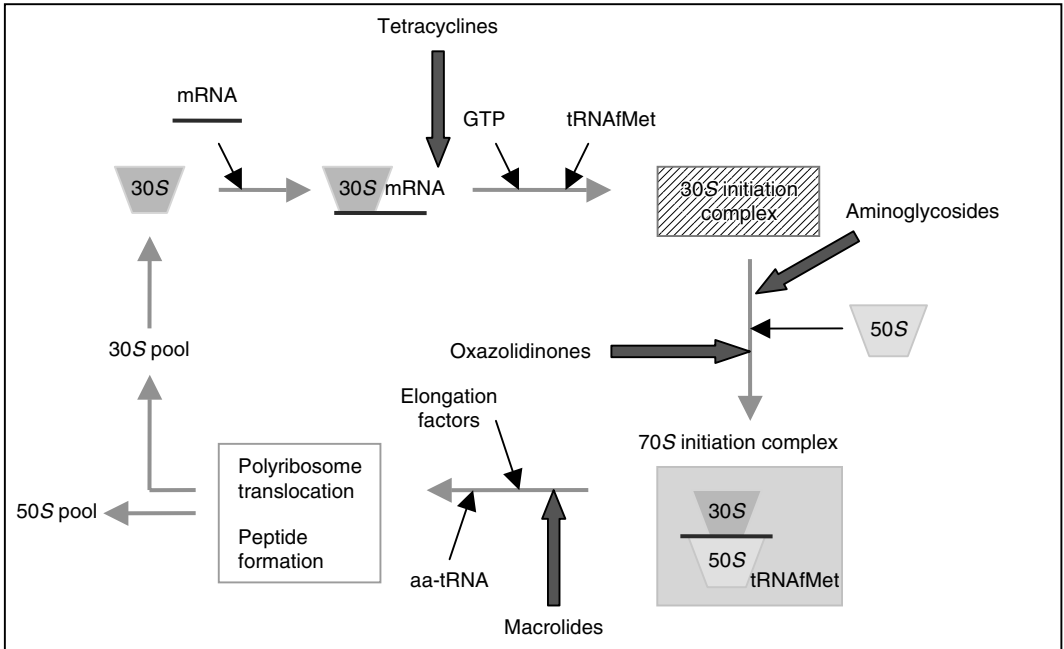 Tetracyclines
mRNA
GTP
tRNAfMet
30S
30S mRNA
30S initiation
complex
Aminoglycosides
50S
30S pool
Oxazolidinones
Elongation
factors
70S initiation complex
Polyribosome
translocation
50S pool
Peptide
formation
aa-tRNA
30S
50S
tRNAfMet
Macrolides